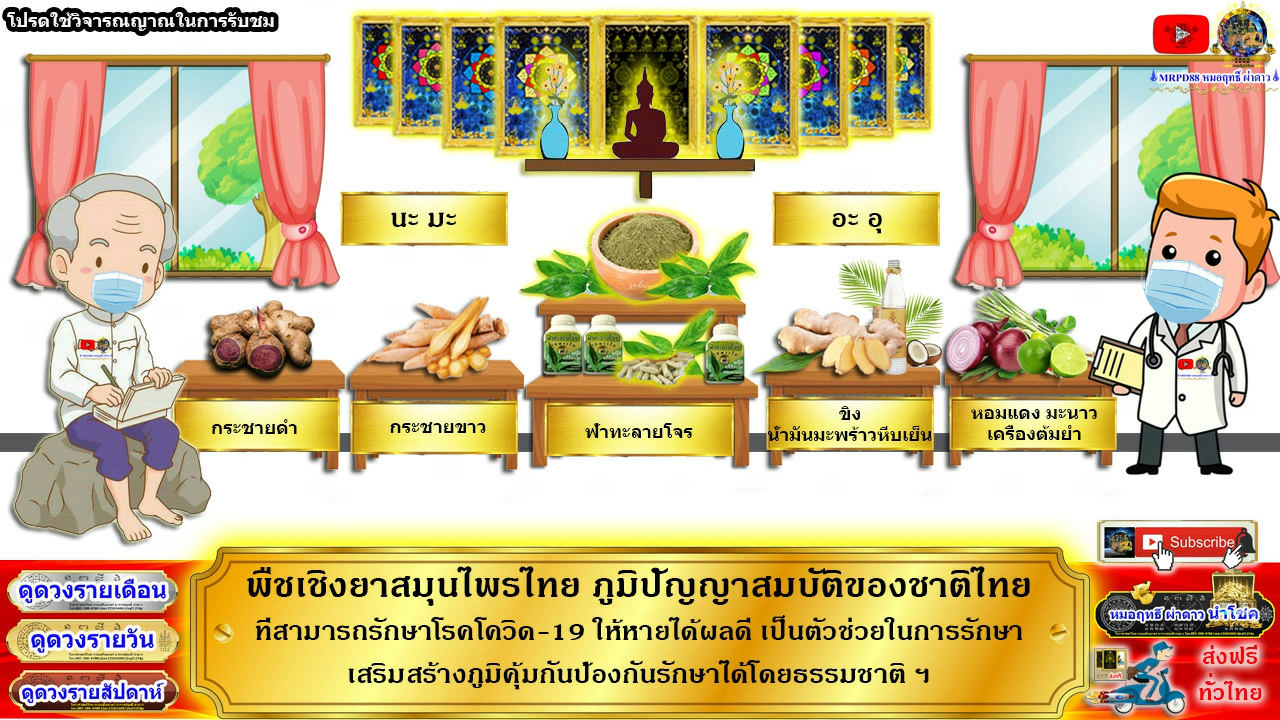 โปรดใช้วิจารณญาณในการรับชม
MRPD88 หมอฤทธิ์ ผ่าดาว
นะ มะ
อะ อุ
กระชายดำ
กระชายขาว
ฟ้าทะลายโจร
ขิง
น้ำมันมะพร้าวหีบเย็น
หอมแดง มะนาว
เครื่องต้มยำ
Subscribe
พืชเชิงยาสมุนไพรไทย ภูมิปัญญาสมบัติของชาติไทย
ที่สามารถรักษาโรคโควิด-19 ให้หายได้ผลดี เป็นตัวช่วยในการรักษา
เสริมสร้างภูมิคุ้มกันป้องกันรักษาได้โดยธรรมชาติ ฯ
ดูดวงรายเดือน
ดูดวงรายวัน
ดูดวงรายสัปดาห์
หมอฤทธิ์ ผ่าดาว นำโชค
ส่งฟรี
ทั่วไทย